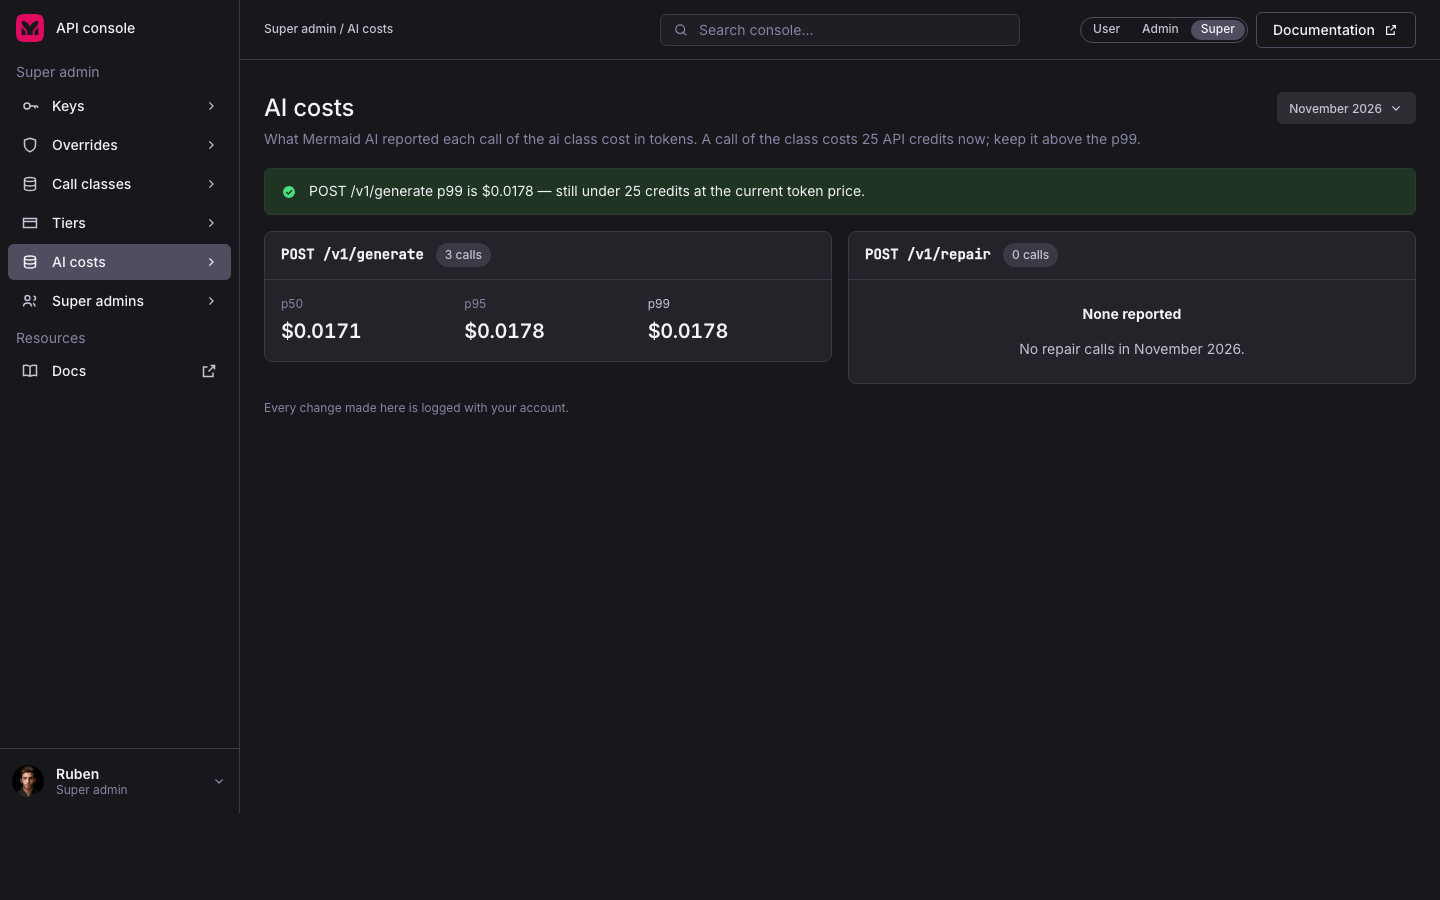 API console
Super admin / AI costs
Search console...
User
Admin
Super
Documentation
Super admin
Keys
Overrides
Call classes
Tiers
AI costs
Super admins
Resources
Docs
AI costs
November 2026
What Mermaid AI reported each call of the ai class cost in tokens. A call of the class costs 25 API credits now; keep it above the p99.
POST /v1/generate p99 is $0.0178 — still under 25 credits at the current token price.
POST /v1/generate
3 calls
p50
p95
p99
$0.0171
$0.0178
$0.0178
POST /v1/repair
0 calls
None reported
No repair calls in November 2026.
Every change made here is logged with your account.
Ruben
Super admin